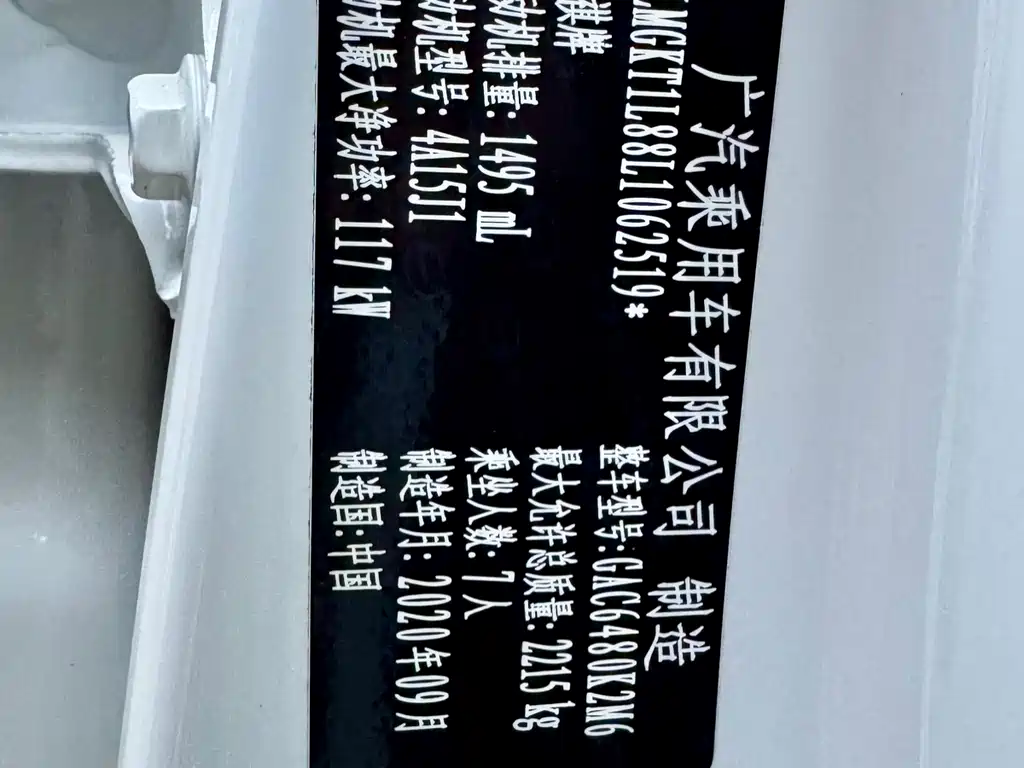 广汽乘用车有限公司 制造
MGKT1L88L1062519* 整车型号:GAC6480K2M6
祺牌 最大允许总质量: 2215 kg
效机排量: 1495 mL 乘坐人数: 7人
动机型号: 4A15J1 制造年月: 2020年09月
机最大净功率: 117 kW 制造国:中国